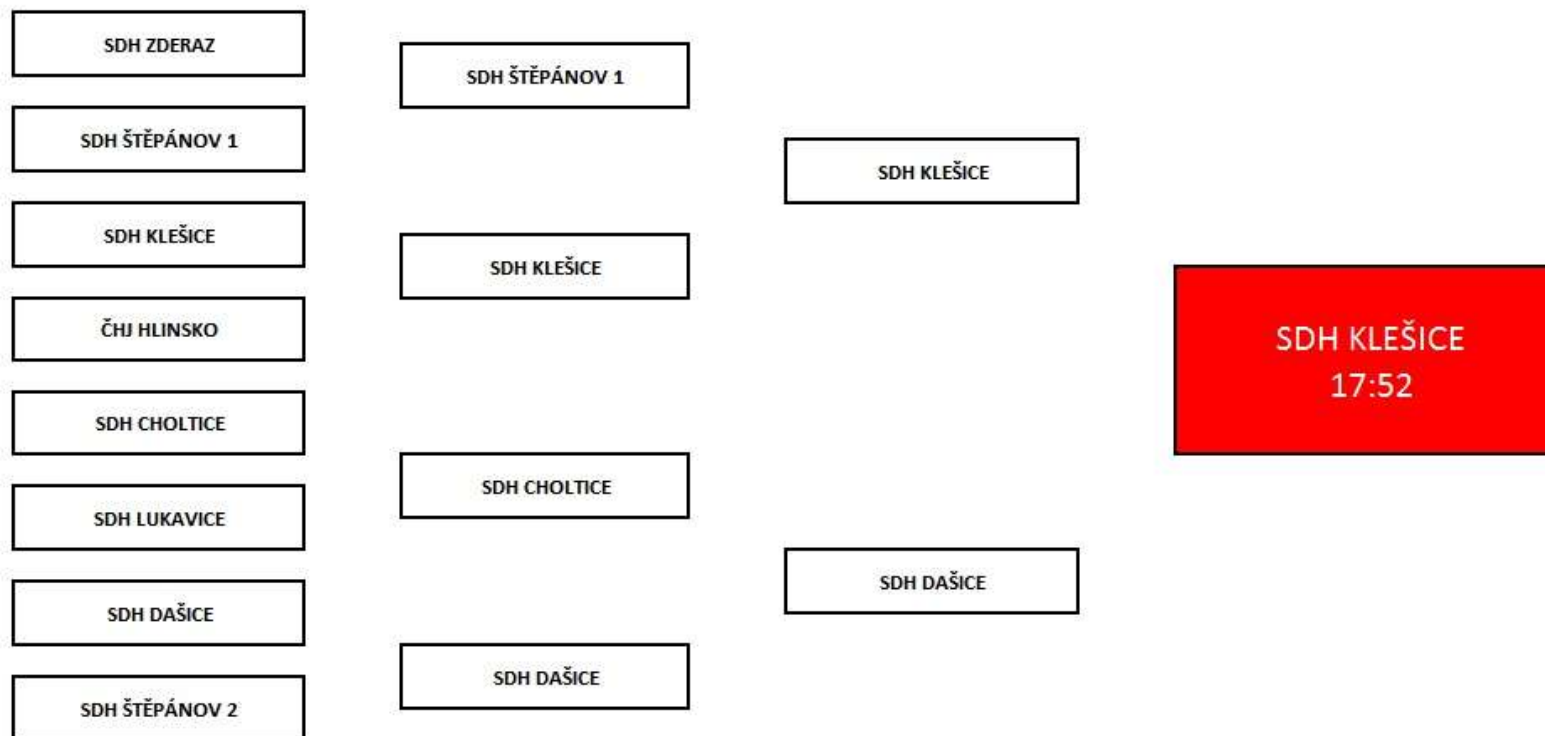 SDH ZDERAZ
SDH ŠTĚPÁNOV 1
SDH KLEŠICE
ČHJ HLINSKO
SDH CHOLTICE
SDH LUKAVICE
SDH DAŠICE
SDH ŠTĚPÁNOV 2
SDH ŠTĚPÁNOV 1
SDH KLEŠICE
SDH CHOLTICE
SDH DAŠICE
SDH KLEŠICE
SDH DAŠICE
SDH KLEŠICE
17:52